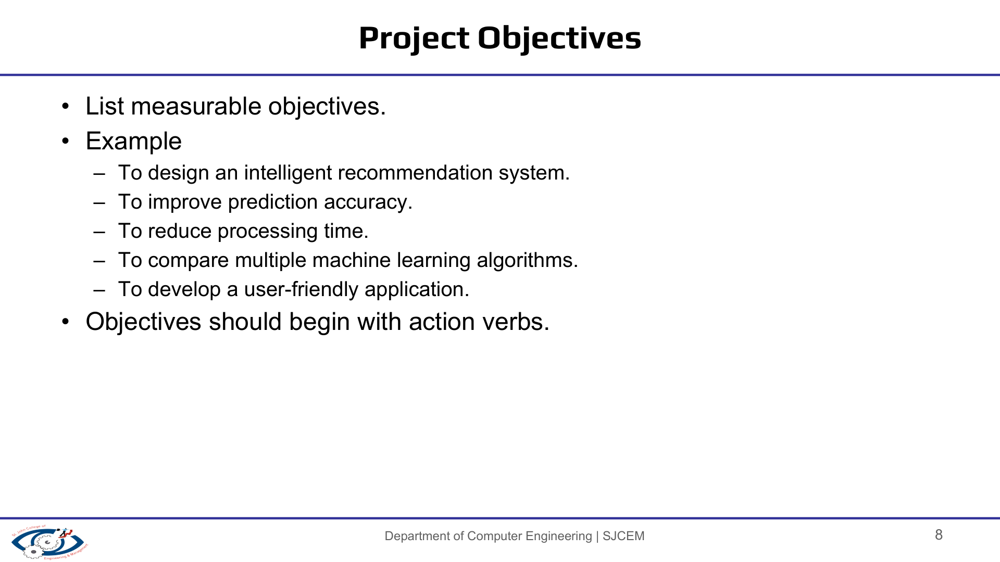 Project Objectives
• List measurable objectives.
• Example
– To design an intelligent recommendation system.
– To improve prediction accuracy.
– To reduce processing time.
– To compare multiple machine learning algorithms.
– To develop a user-friendly application.
• Objectives should begin with action verbs.
St. John College of
Engineering & Management
Department of Computer Engineering | SJCEM
8